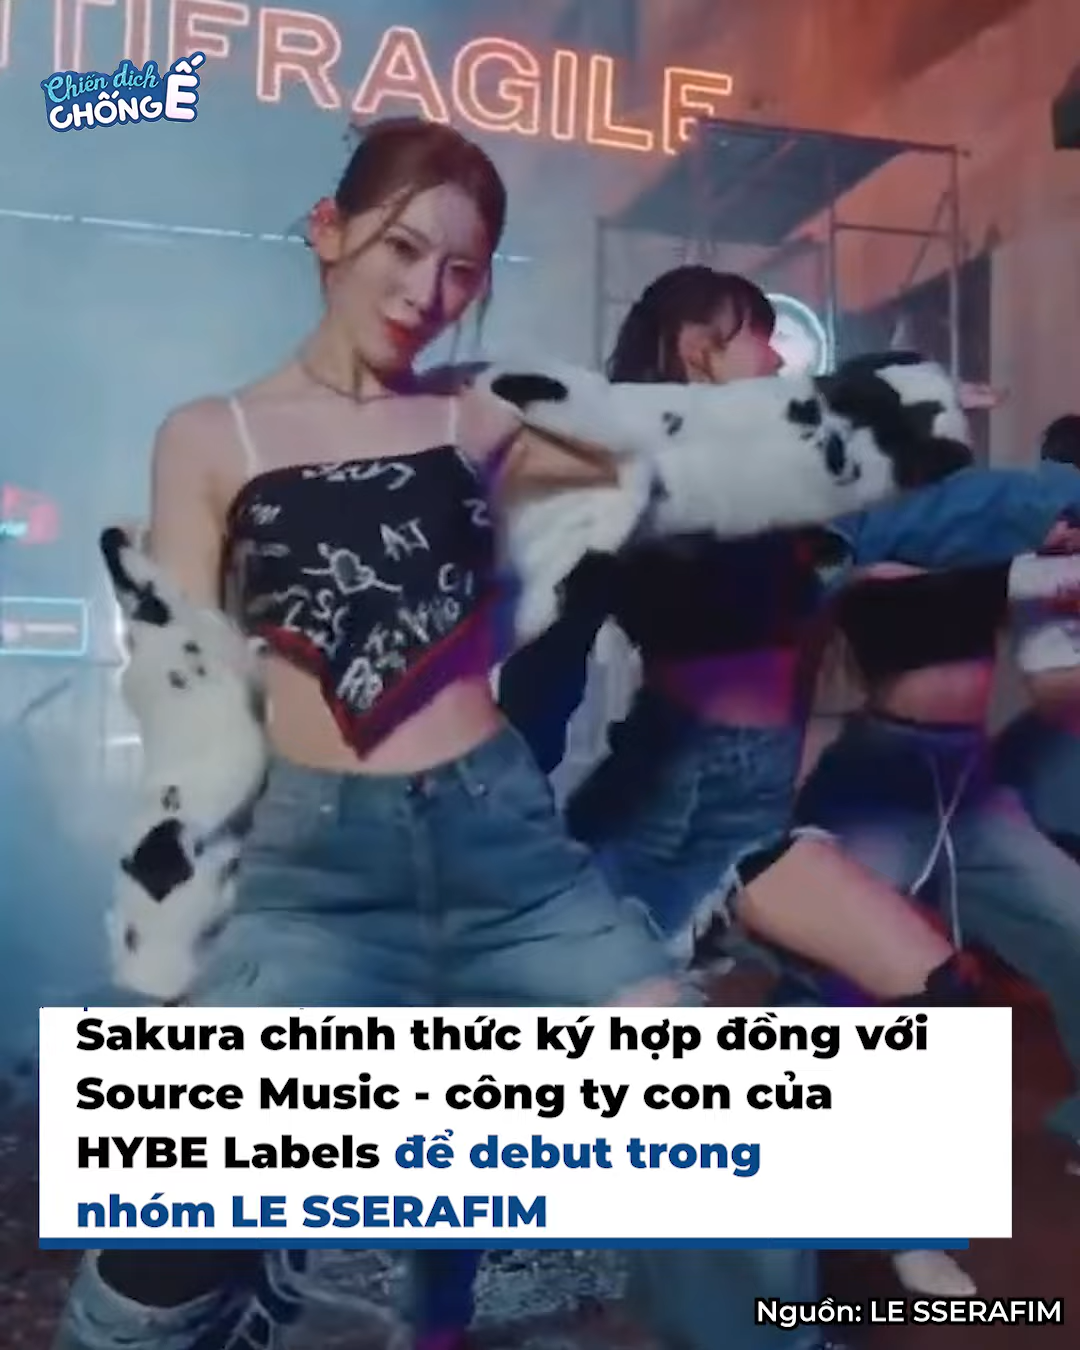 TIFRAGILE
Chiến dịch
CHỐNG Ế
Sakura chính thức ký hợp đồng với
Source Music - công ty con của
HYBE Labels để debut trong
nhóm LE SSERAFIM
Nguồn: LE SSERAFIM